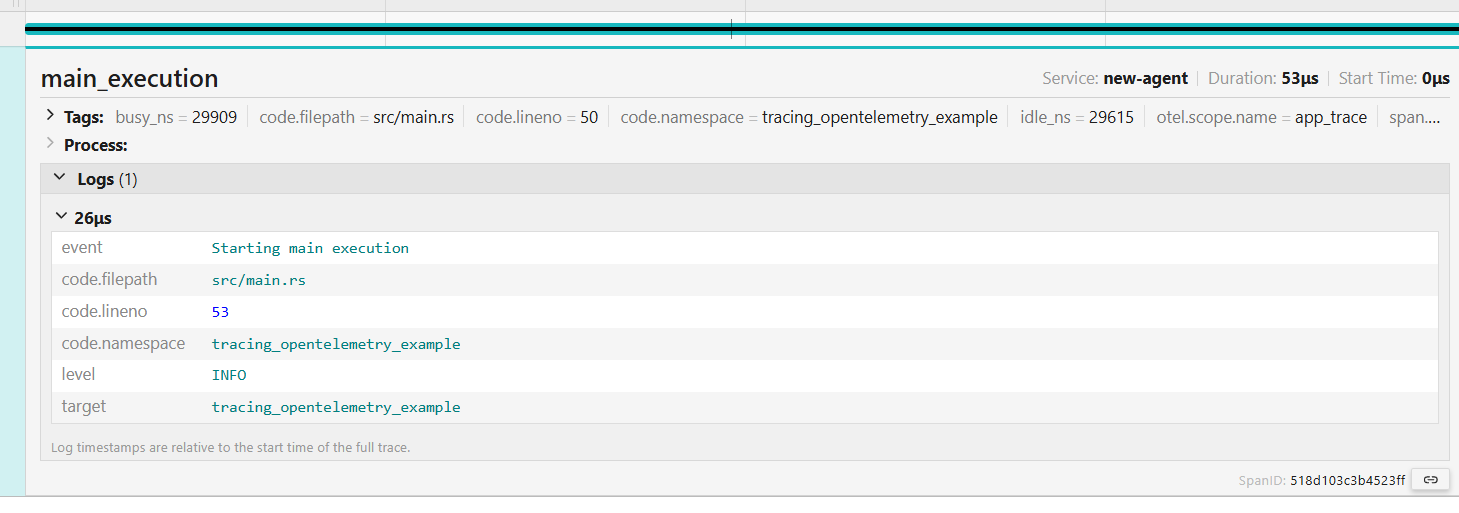 main_execution
Service: new-agent Duration: 53μs Start Time: 0μs
Tags: busy_ns = 29909 code.filepath = src/main.rs code.lineno = 50 code.namespace = tracing_opentelemetry_example idle_ns = 29615 otel.scope.name = app_trace span....
Process:
Logs (1)
26μs
event Starting main execution
code.filepath src/main.rs
code.lineno 53
code.namespace tracing_opentelemetry_example
level INFO
target tracing_opentelemetry_example
Log timestamps are relative to the start time of the full trace.
SpanID: 518d103c3b4523ff